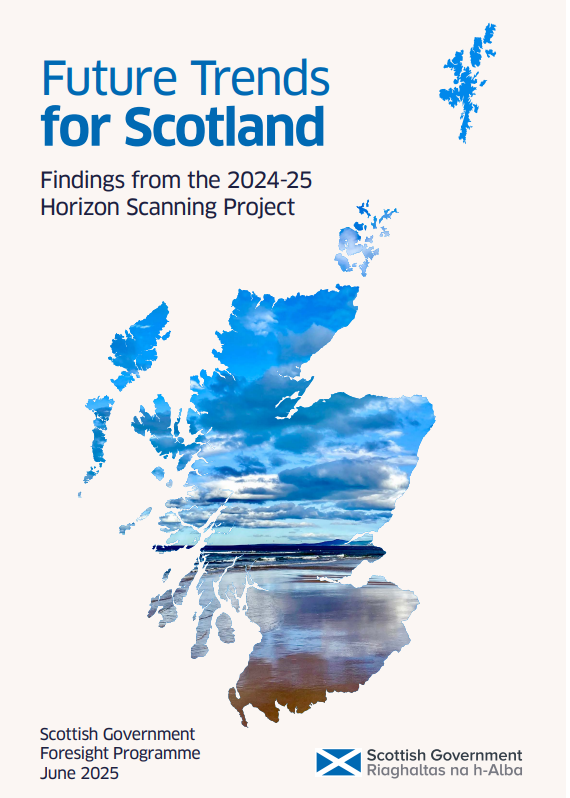 Future Trends
for Scotland
Findings from the 2024-25
Horizon Scanning Project
Scottish Government
Foresight Programme
June 2025
Scottish Government
Riaghaltas na h-Alba